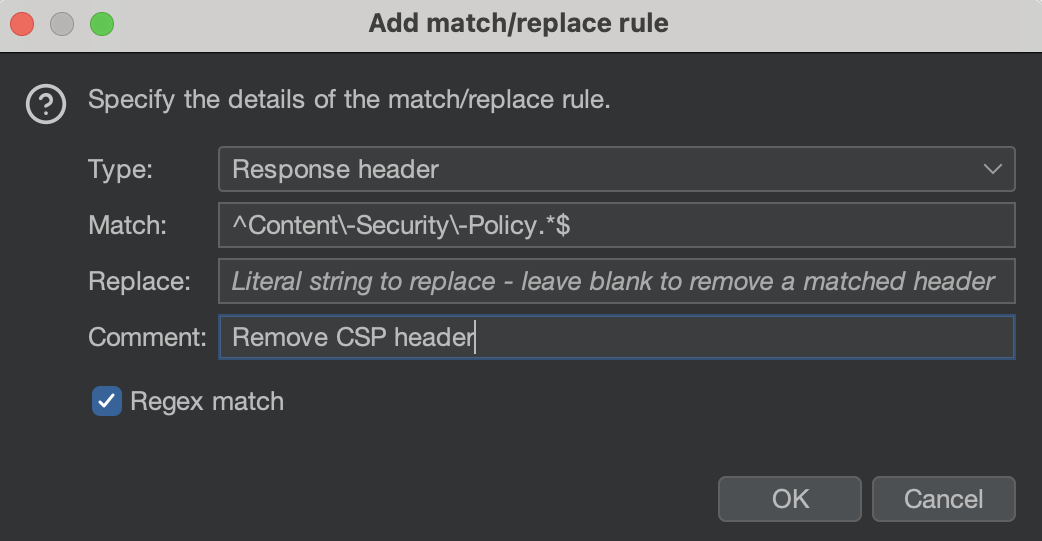 Add match/replace rule
Specify the details of the match/replace rule.
Type: Response header
Match: ^Content\-Security\-Policy.*$
Replace: Literal string to replace - leave blank to remove a matched header
Comment: Remove CSP header
Regex match
OK Cancel